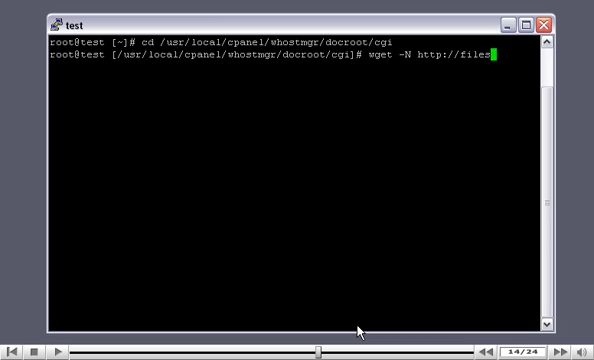 test
root@test [~]# cd /usr/local/cpanel/whostmgr/docroot/cgi
root@test [/usr/local/cpanel/whostmgr/docroot/cgi]# wget -N http://files
14/24